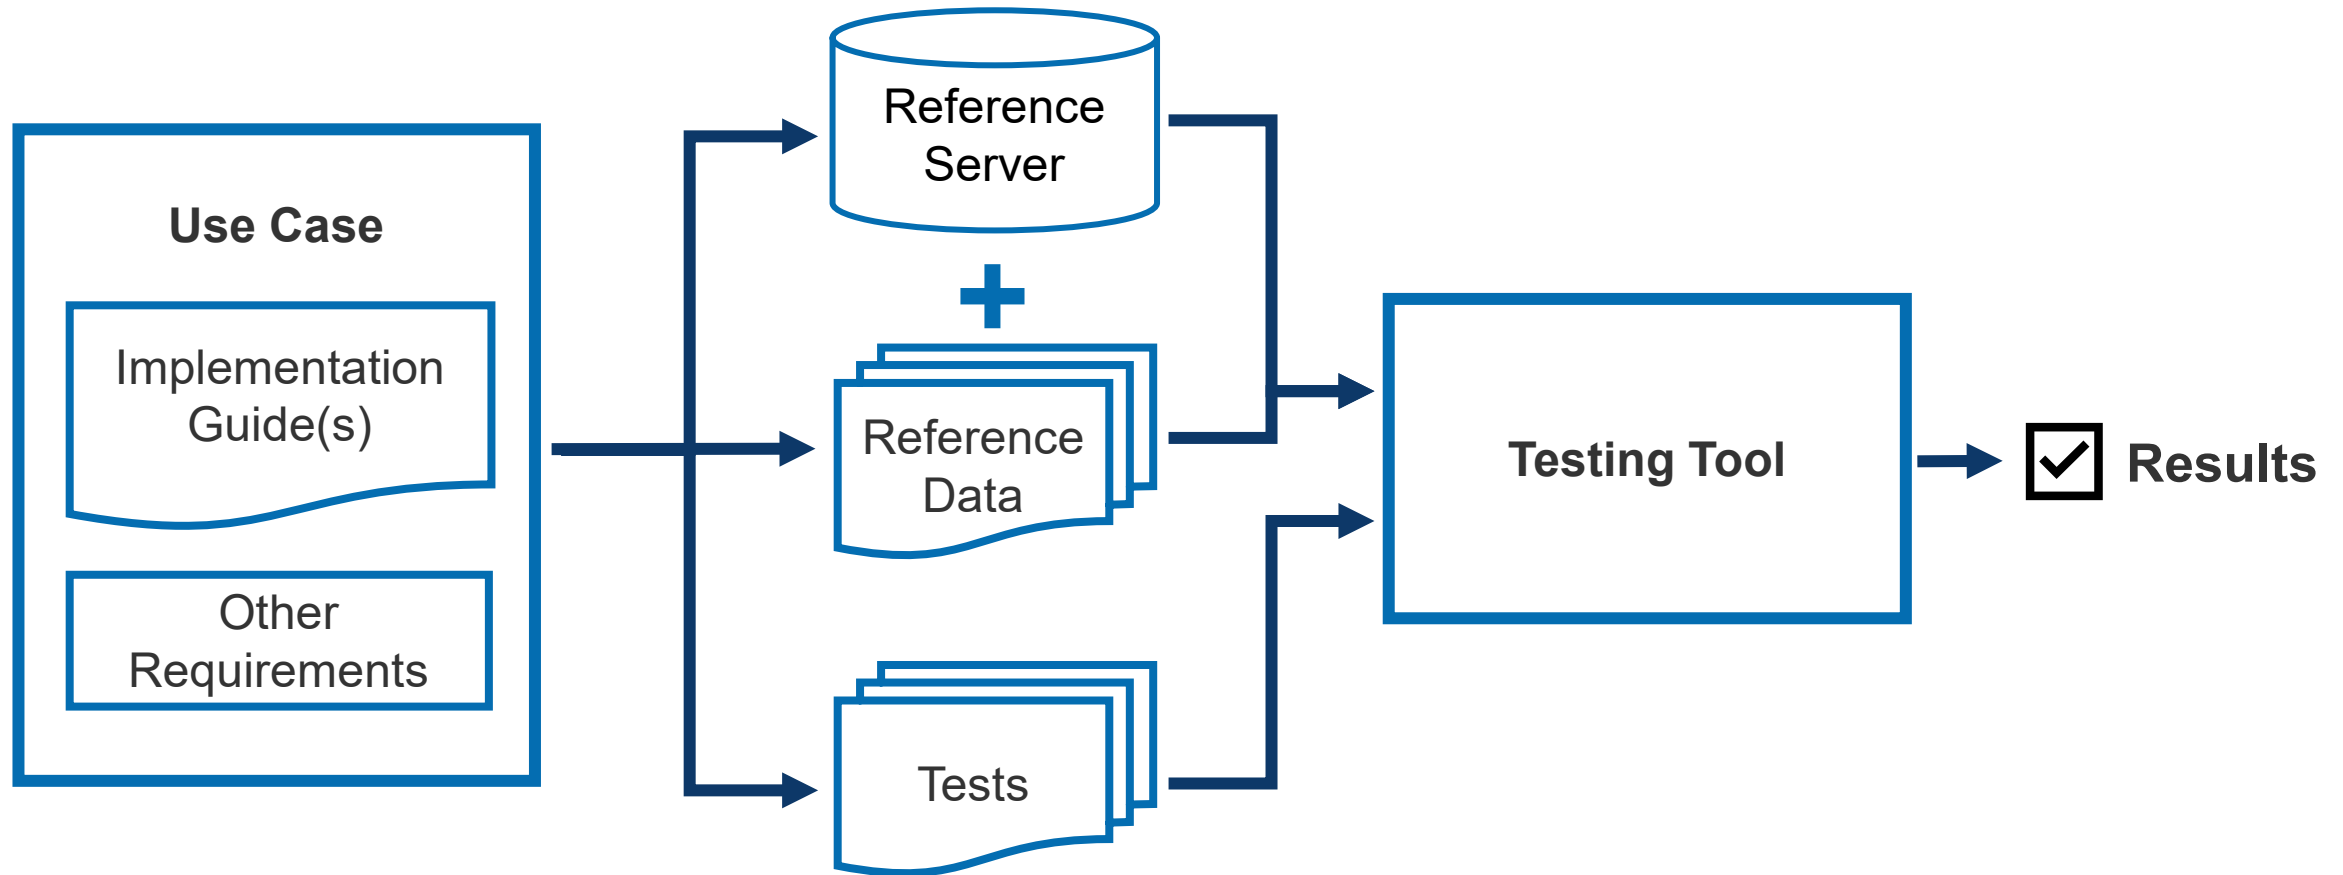 Use Case
Implementation
Guide(s)
Other
Requirements
Reference
Server
Reference
Data
Tests
Testing Tool
Results